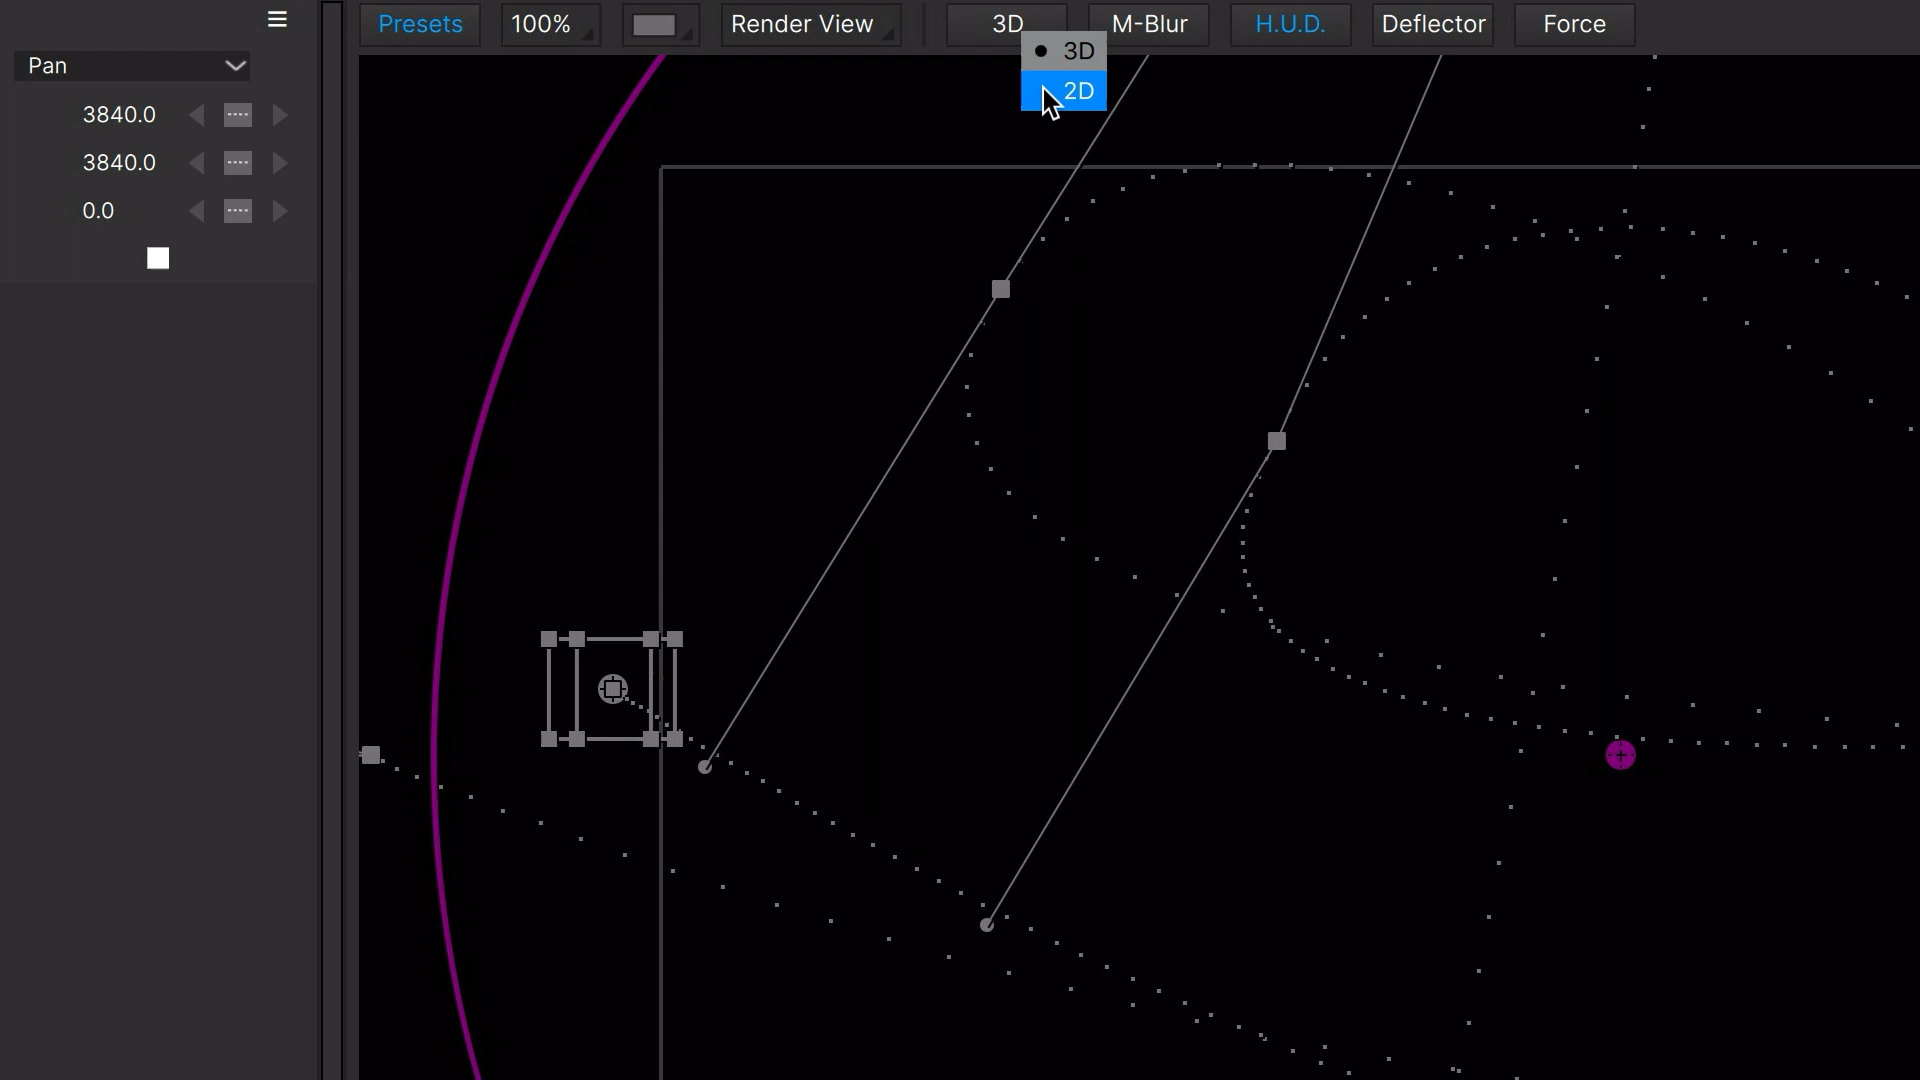 Presets 100% Render View 3D M-Blur H.U.D. Deflector Force
3D
2D
Pan
3840.0
3840.0
0.0